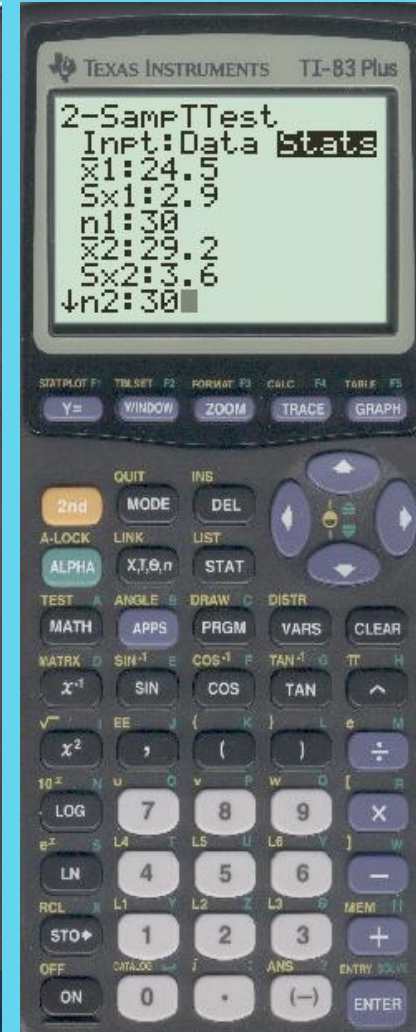 TEXAS INSTRUMENTS TI-83 Plus
2-SampTTest
Inpt:Data Stats
x̄1:24.5
Sx1:2.9
n1:30
x̄2:29.2
Sx2:3.6
↓n2:30
STAT PLOT F1 TBLSET F2 FORMAT F3 CALC F4 TABLE F5
Y= WINDOW ZOOM TRACE GRAPH
QUIT INS
2nd MODE DEL
A-LOCK LINK LIST
ALPHA X,T,θ,n STAT
TEST A ANGLE B DRAW C DISTR
MATH APPS PRGM VARS CLEAR
MATRX D SIN-1 E COS-1 F TAN-1 G π H
x-1 SIN COS TAN ^
√ I EE J { K } L e M
x2 , ( ) ÷
10x N u O v P w Q [ R
LOG 7 8 9 ×
ex S L4 T L5 U L6 V ] W
LN 4 5 6 −
RCL X L1 Y L2 Z L3 θ MEM "
STO▸ 1 2 3 +
OFF CATALOG i : ANS ? ENTRY SOLVE
ON 0 . (−) ENTER